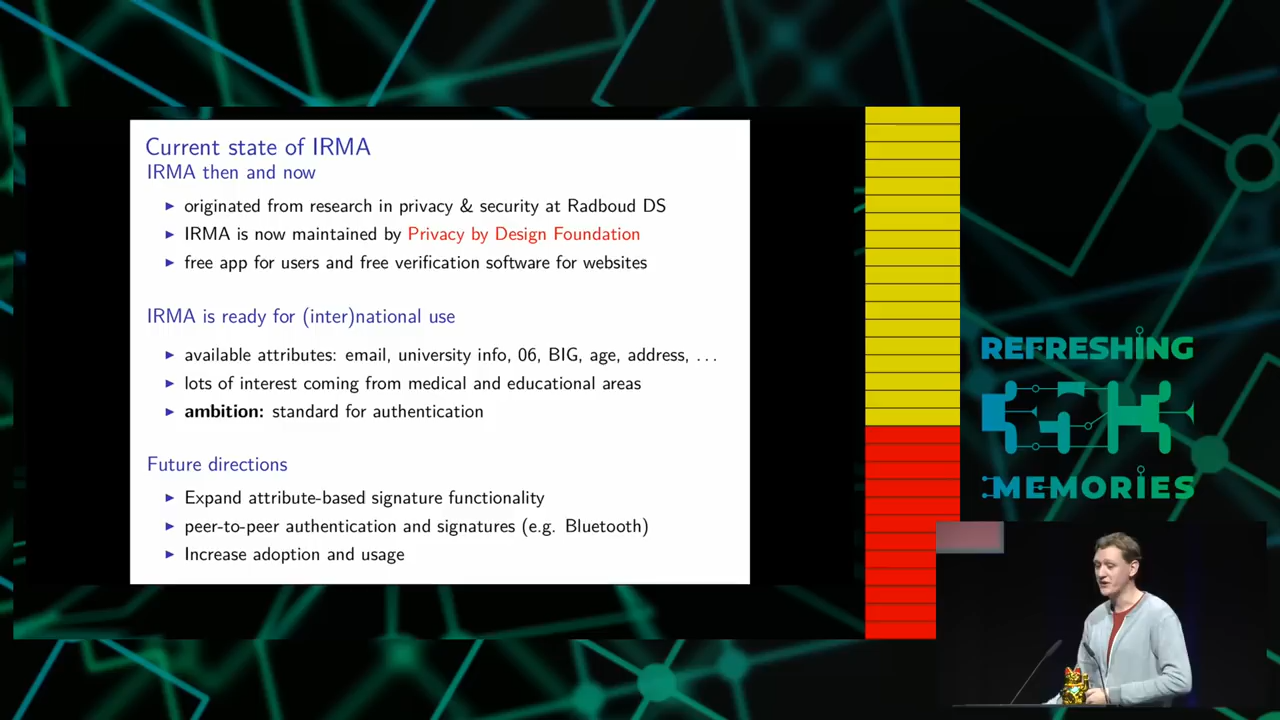 Current state of IRMA
IRMA then and now
originated from research in privacy & security at Radboud DS
IRMA is now maintained by Privacy by Design Foundation
free app for users and free verification software for websites
IRMA is ready for (inter)national use
available attributes: email, university info, 06, BIG, age, address, ...
lots of interest coming from medical and educational areas
ambition: standard for authentication
Future directions
Expand attribute-based signature functionality
peer-to-peer authentication and signatures (e.g. Bluetooth)
Increase adoption and usage
REFRESHING
35C3
MEMORIES